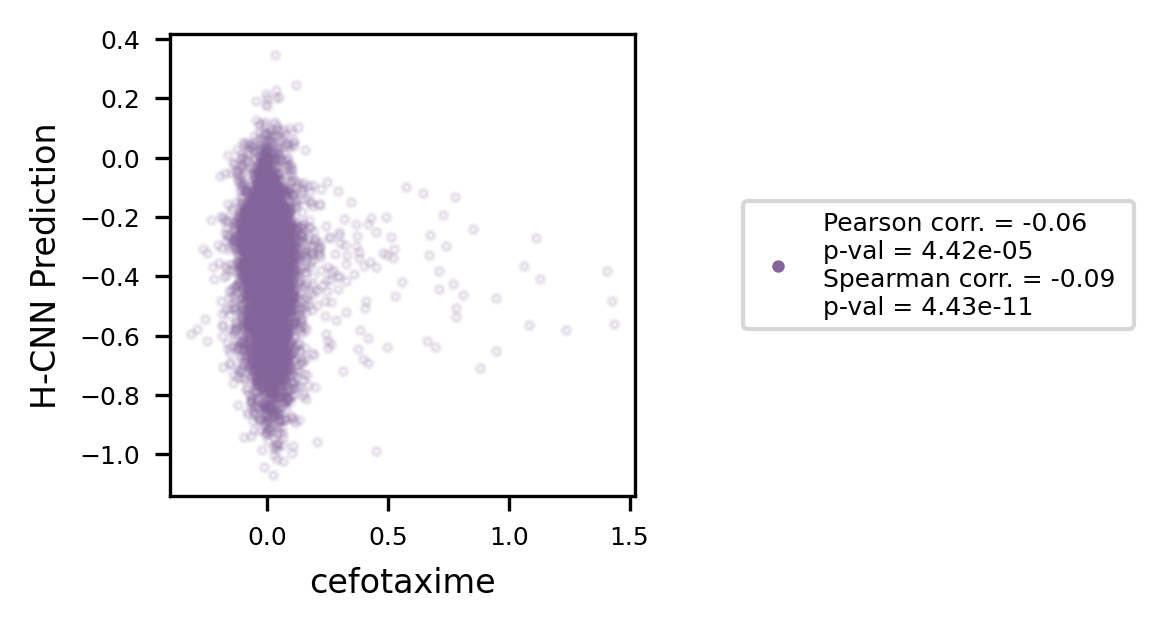 0.4
0.2
0.0
−0.2
−0.4
−0.6
−0.8
−1.0
H-CNN Prediction
0.0 0.5 1.0 1.5
cefotaxime
Pearson corr. = -0.06
p-val = 4.42e-05
Spearman corr. = -0.09
p-val = 4.43e-11